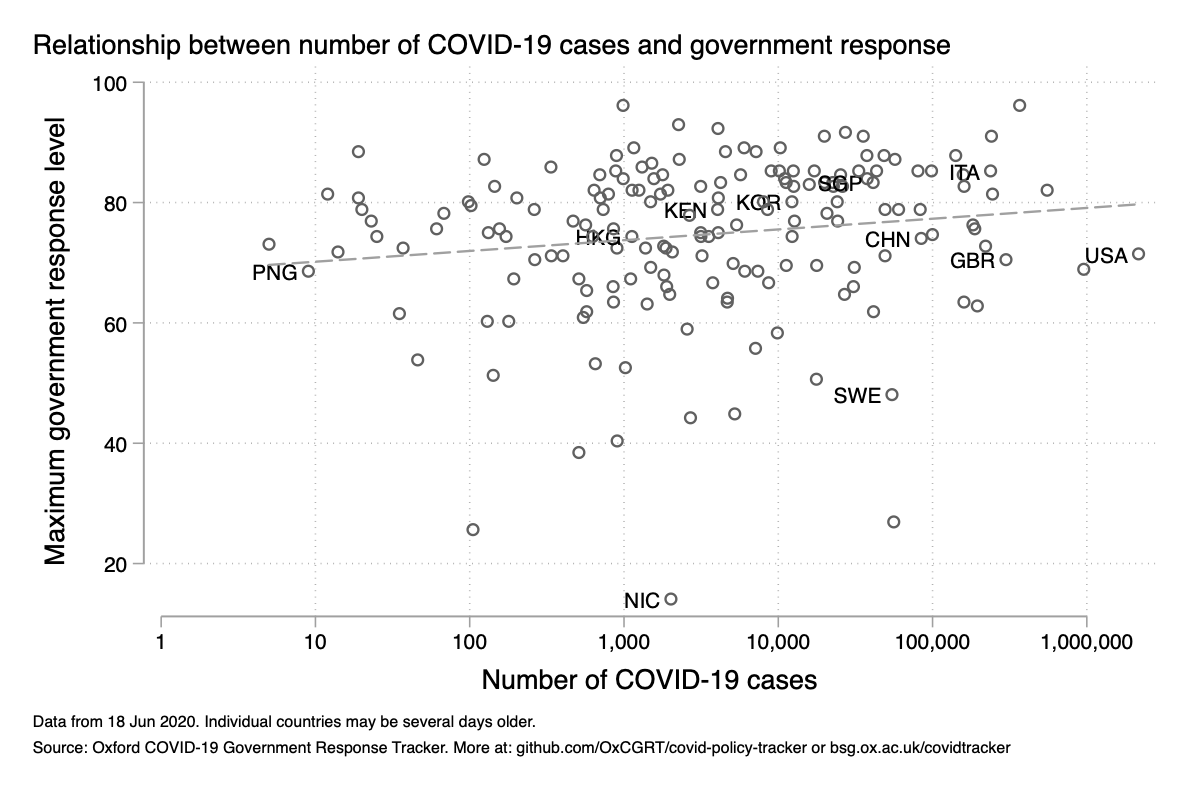 Relationship between number of COVID-19 cases and government response
Maximum government response level
100
80
60
40
20
PNG
HKG
KEN
KOR
SGP
ITA
CHN
GBR
USA
SWE
NIC
1
10
100
1,000
10,000
100,000
1,000,000
Number of COVID-19 cases
Data from 18 Jun 2020. Individual countries may be several days older.
Source: Oxford COVID-19 Government Response Tracker. More at: github.com/OxCGRT/covid-policy-tracker or bsg.ox.ac.uk/covidtracker